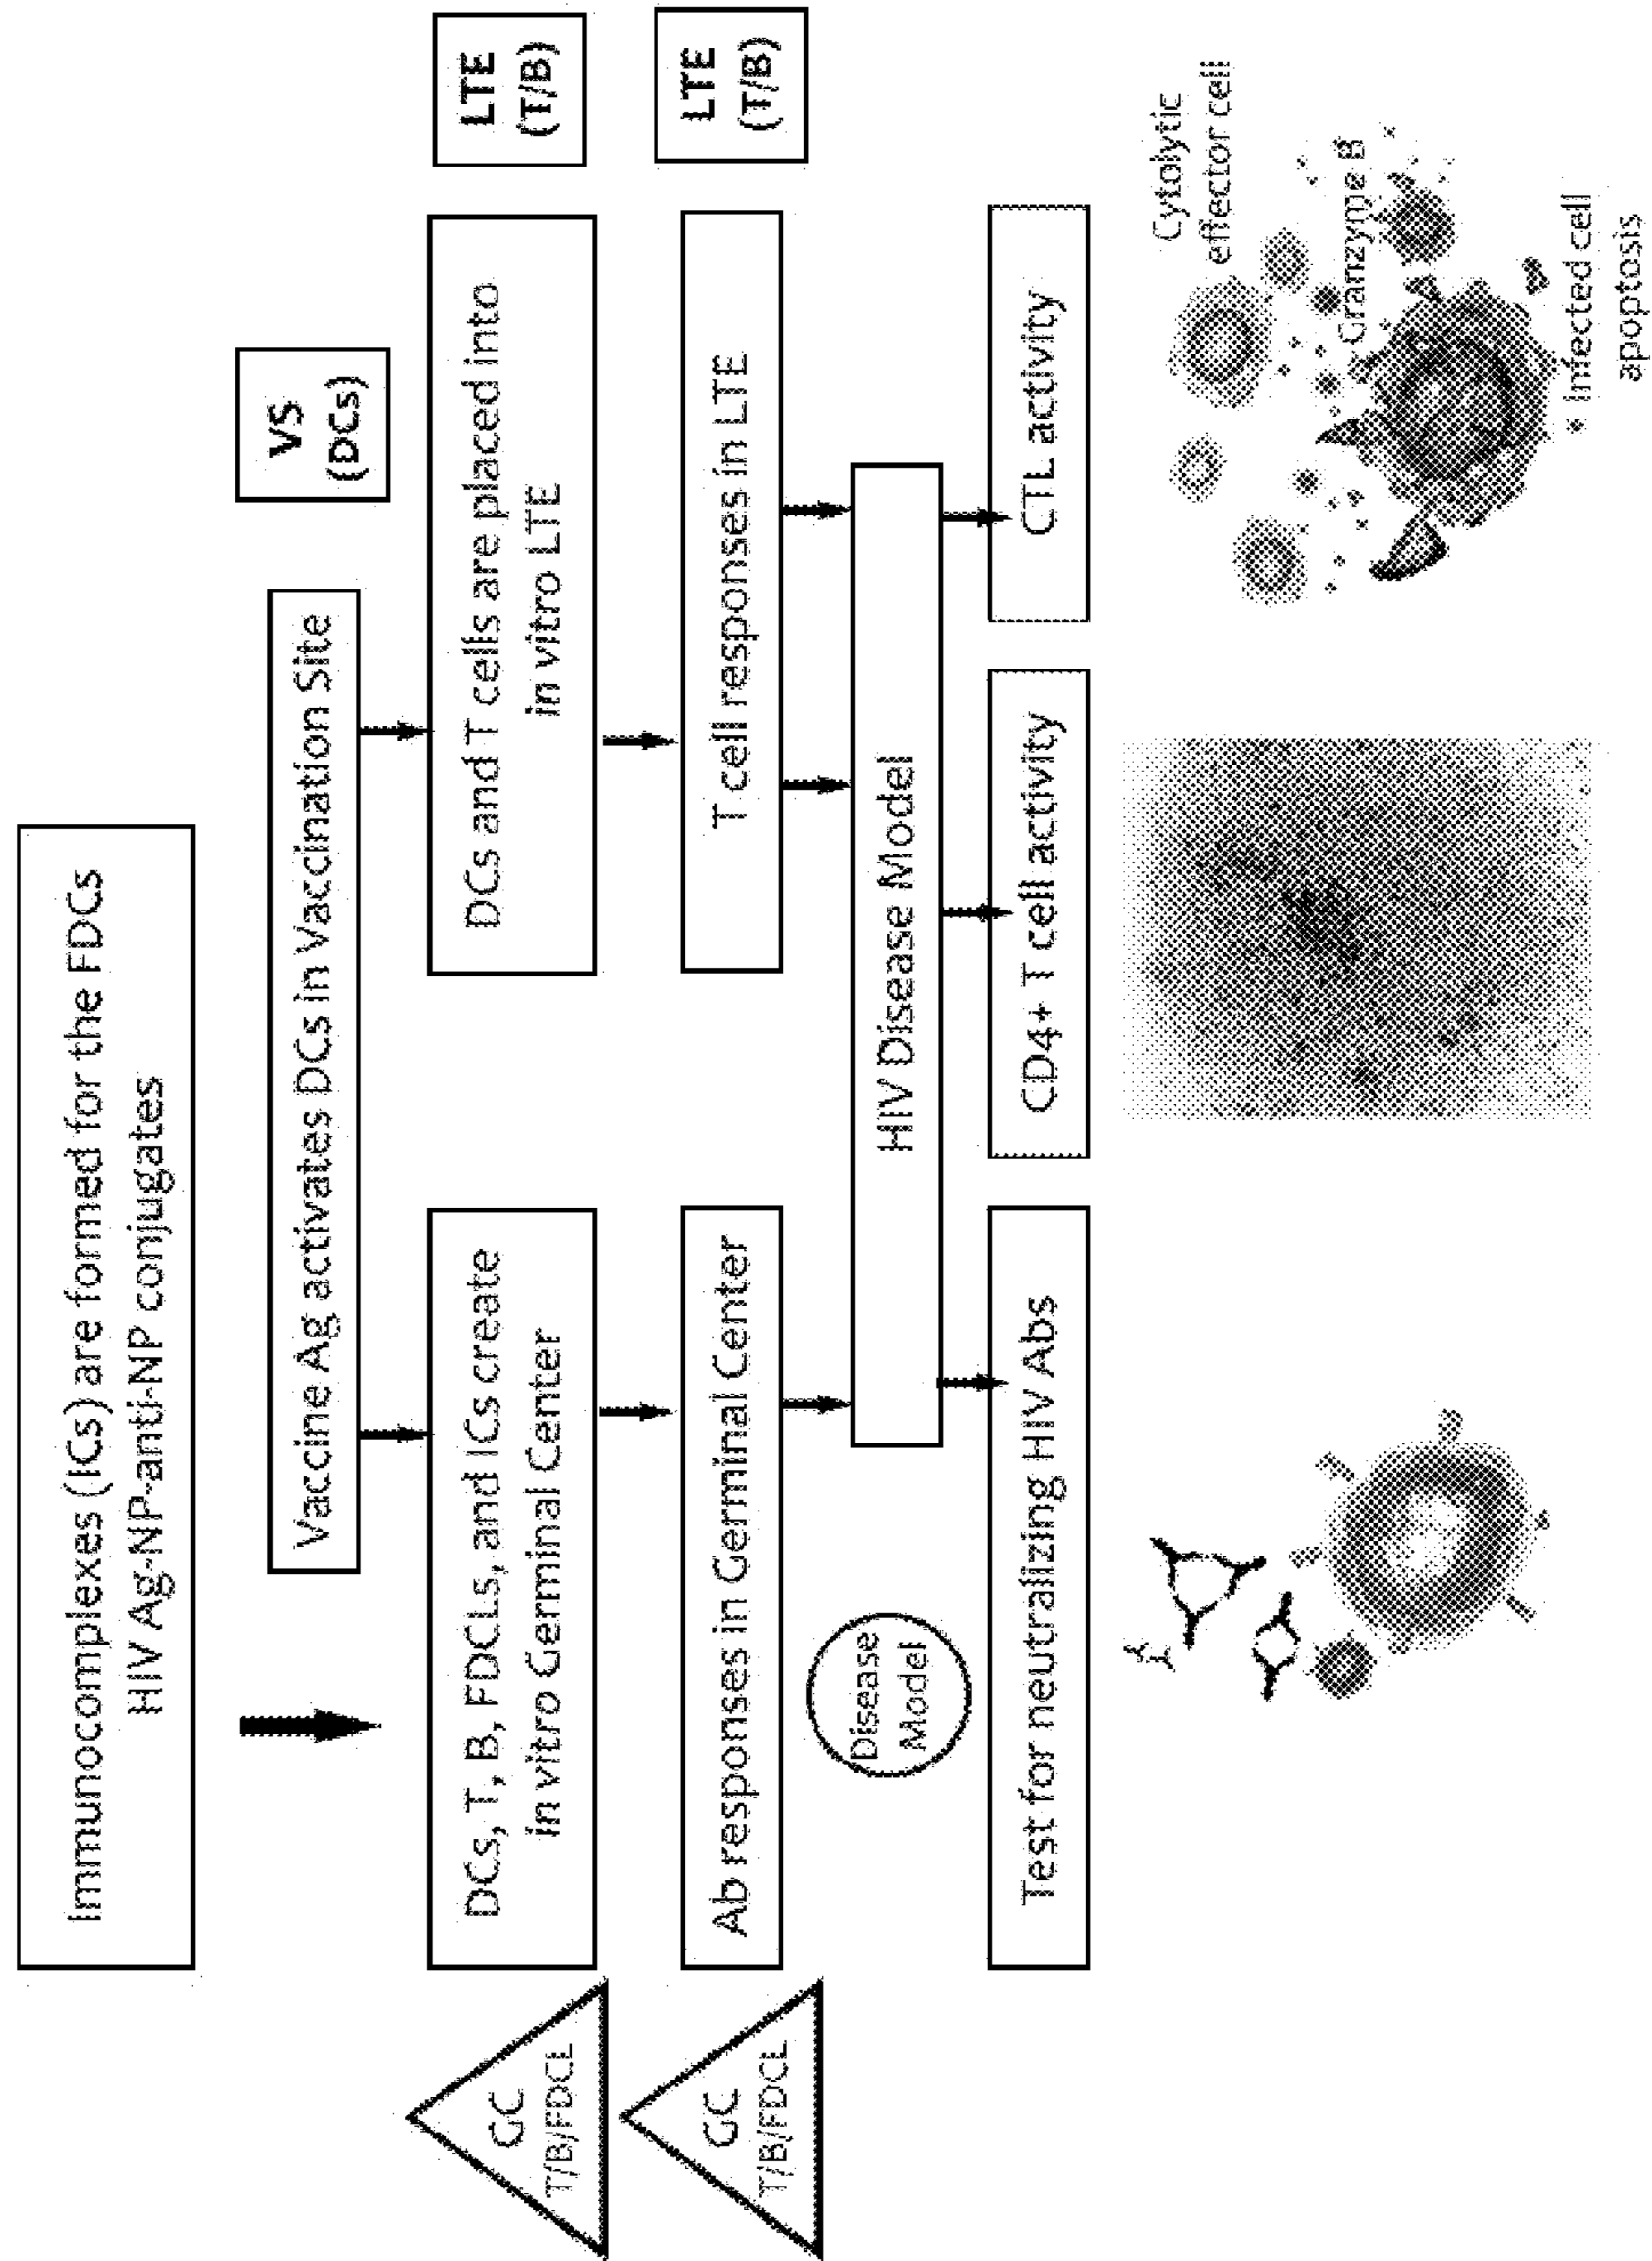 Immunocomplexes (ICs) are formed for the FDCs
HIV Ag-NP-anti-NP conjugates
Vaccine Ag activates DCs in Vaccination Site
VS
(DCs)
GC
T/B/FDCL
DCs, T, B, FDCLs, and ICs create
in vitro Germinal Center
DCs and T cells are placed into
in vitro LTE
LTE
(T/B)
GC
T/B/FDCL
Ab responses in Germinal Center
T cell responses in LTE
LTE
(T/B)
Disease
Model
HIV Disease Model
Test for neutralizing HIV Abs
CD4+ T cell activity
CTL activity
Cytolytic
effector cell
Granzyme B
Infected cell
apoptosis